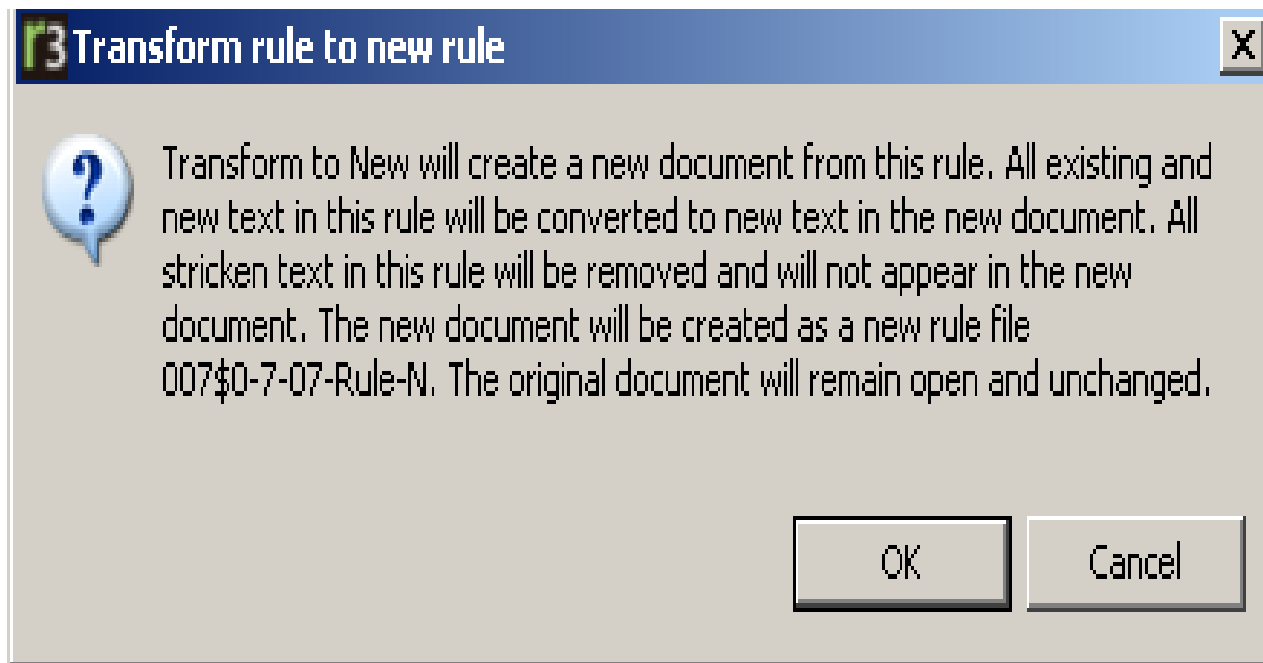 r3 Transform rule to new rule X
? Transform to New will create a new document from this rule. All existing and
new text in this rule will be converted to new text in the new document. All
stricken text in this rule will be removed and will not appear in the new
document. The new document will be created as a new rule file
007$0-7-07-Rule-N. The original document will remain open and unchanged.
OK Cancel